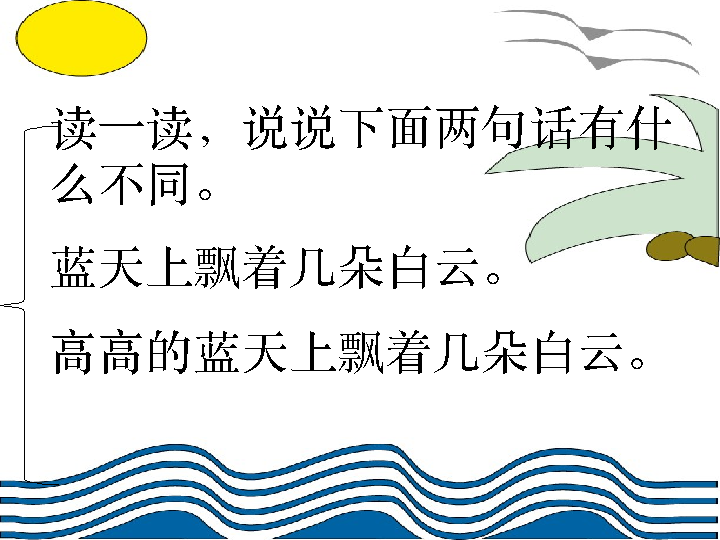 读一读，说说下面两句话有什
么不同。
蓝天上飘着几朵白云。
高高的蓝天上飘着几朵白云。